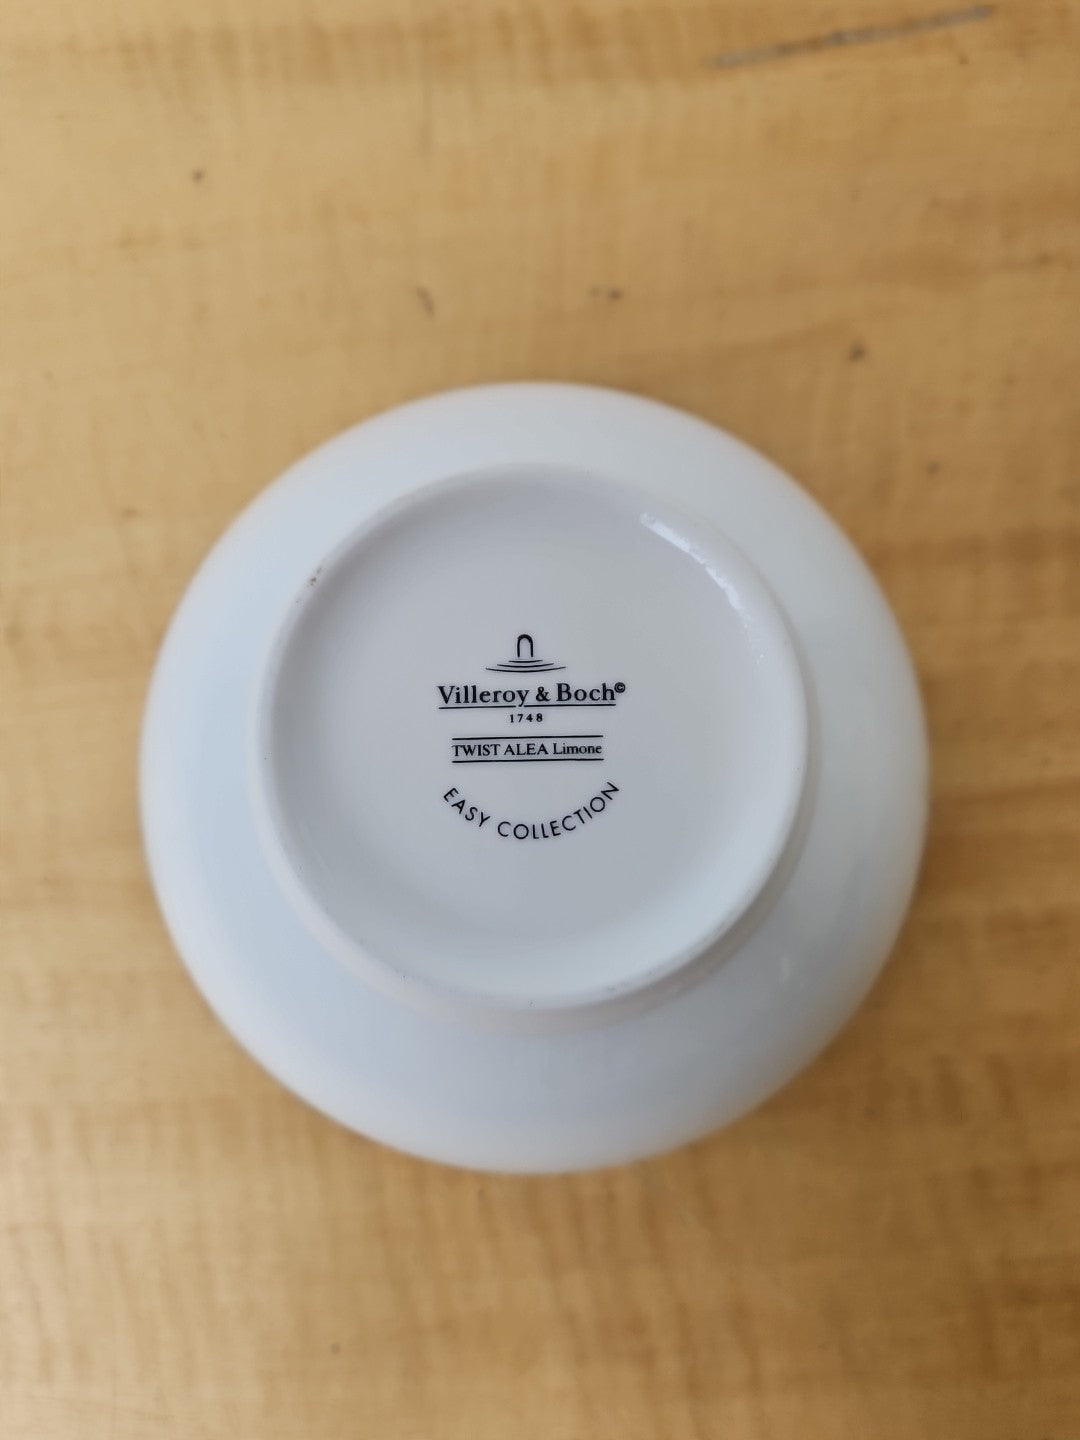 Villeroy & Boch©
1748
TWIST ALEA Limone
EASY COLLECTION